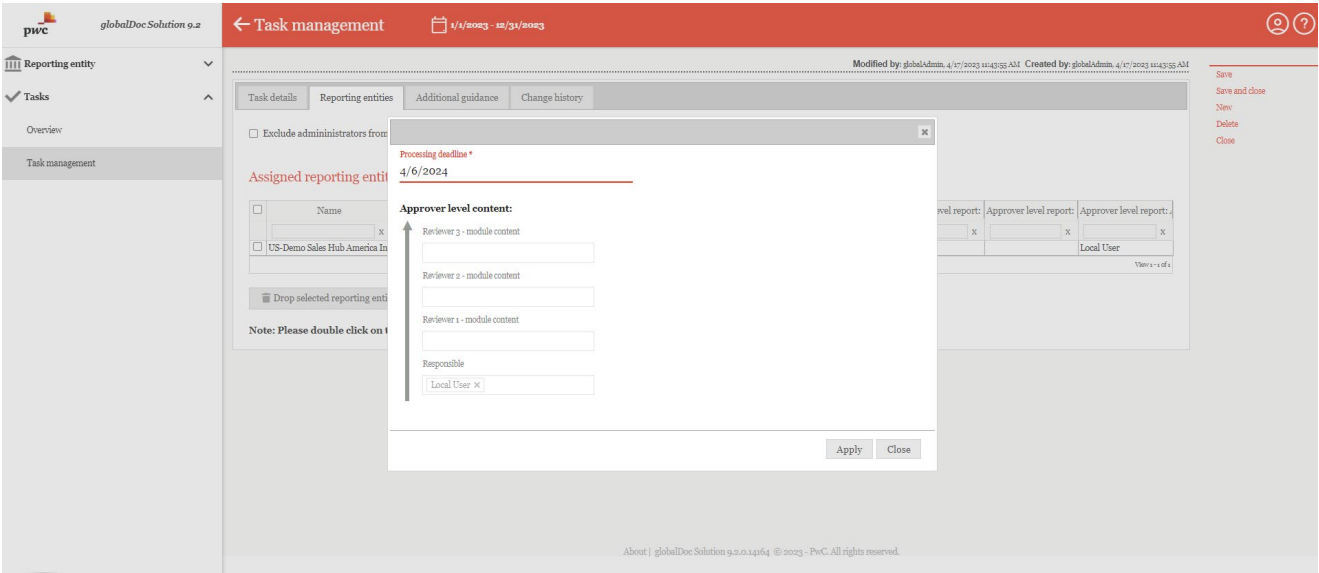 pwc
globalDoc Solution 9.2
Task management
1/1/2023 - 12/31/2023
Reporting entity
Tasks
Overview
Task management
Modified by: globalAdmin, 4/17/2023 11:43:55 AM Created by: globalAdmin, 4/17/2023 11:43:55 AM
Save
Save and close
New
Delete
Close
Task details
Reporting entities
Additional guidance
Change history
Exclude admininistrators from
Assigned reporting entit
Name
x
US-Demo Sales Hub America In
Drop selected reporting enti
Note: Please double click on t
Processing deadline *
4/6/2024
Approver level content:
Reviewer 3 - module content
Reviewer 2 - module content
Reviewer 1 - module content
Responsible
Local User ×
Apply
Close
evel report:
Approver level report:
Approver level report:
x
x
x
Local User
View 1 - 1 of 1
About | globalDoc Solution 9.2.0.14164 © 2023 - PwC. All rights reserved.